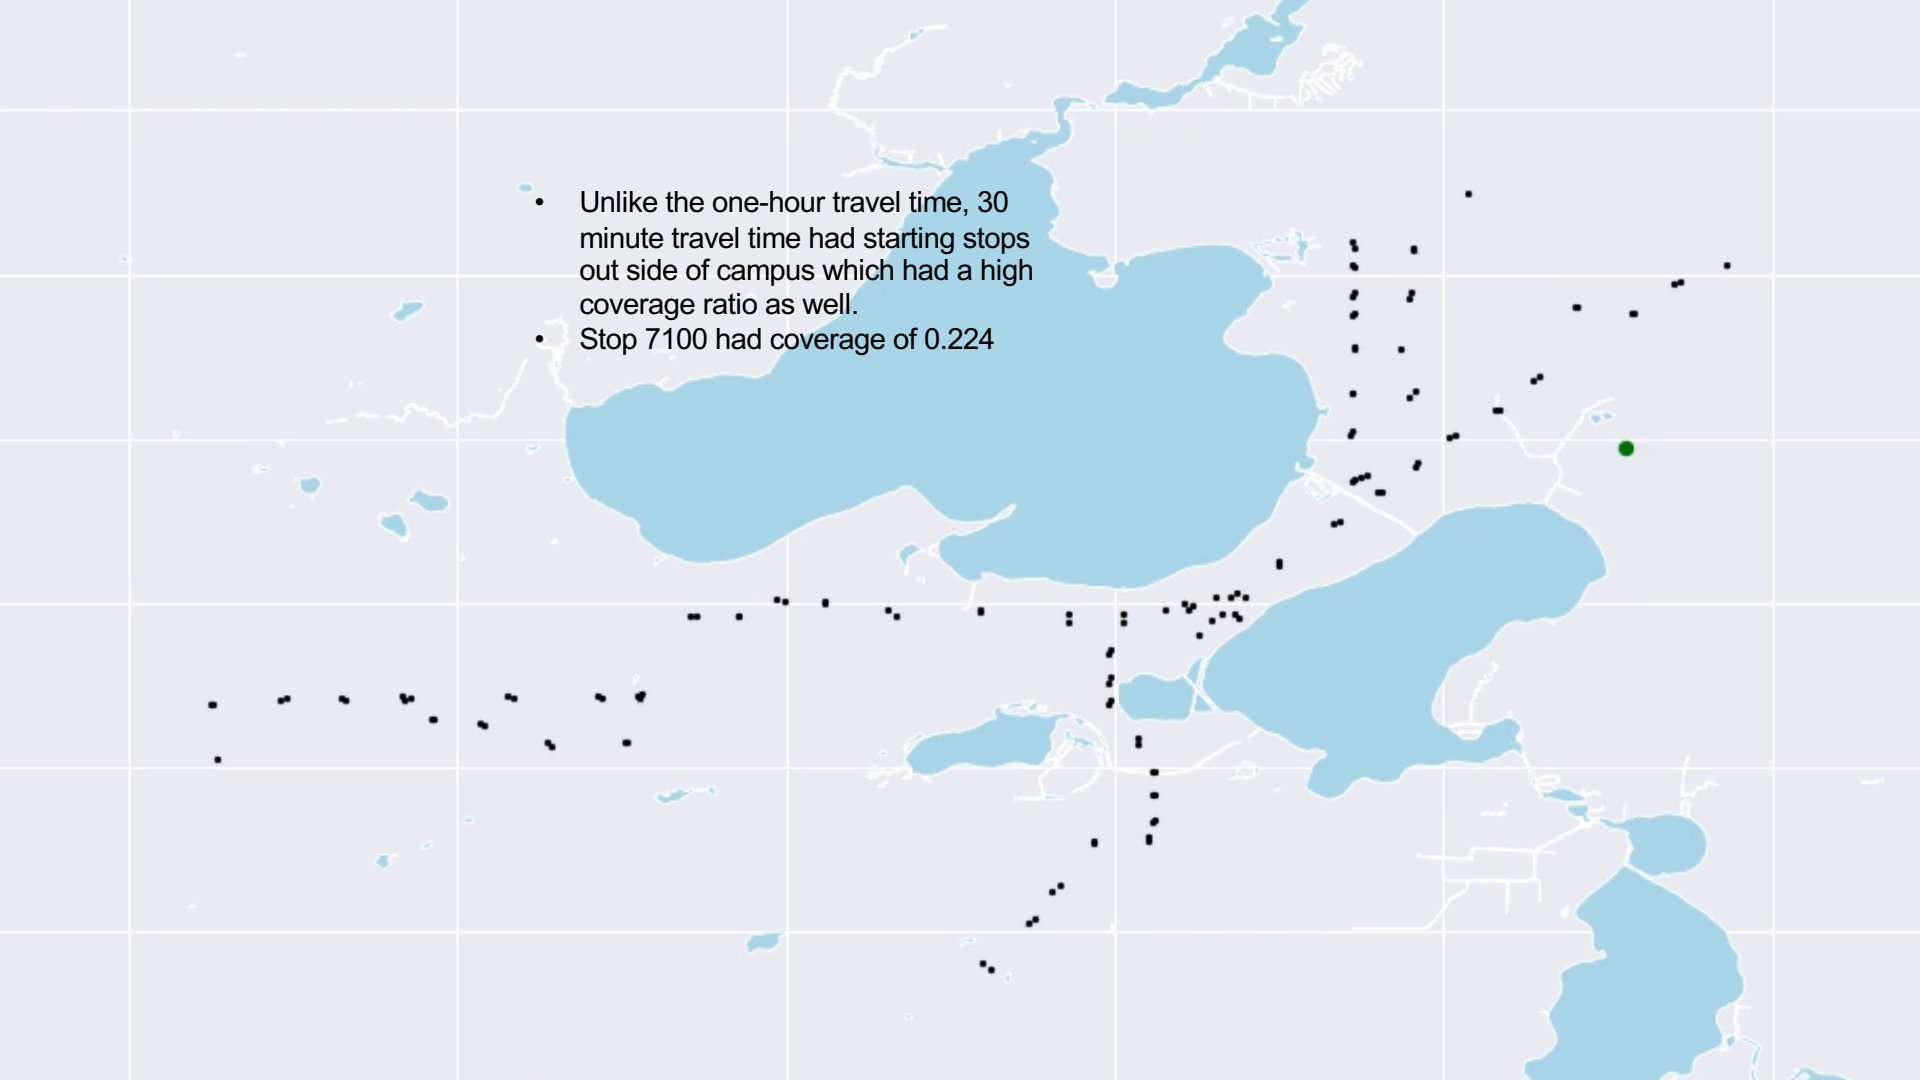 • Unlike the one-hour travel time, 30
minute travel time had starting stops
out side of campus which had a high
coverage ratio as well.
• Stop 7100 had coverage of 0.224